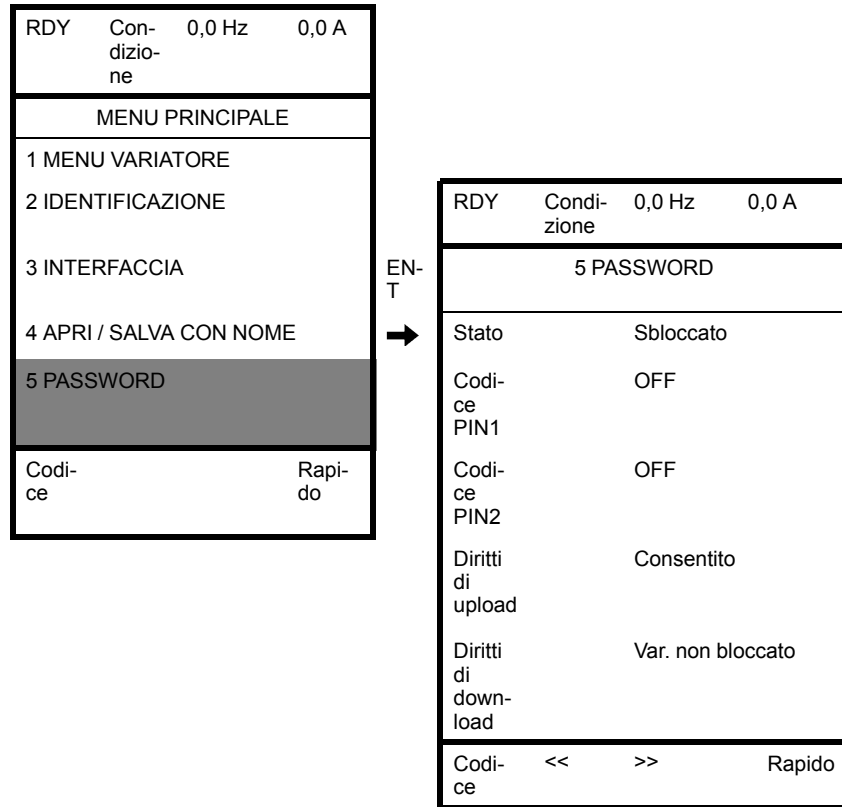 RDY Con- 0,0 Hz 0,0 A
dizio-
ne
MENU PRINCIPALE
1 MENU VARIATORE
2 IDENTIFICAZIONE
3 INTERFACCIA
4 APRI / SALVA CON NOME
5 PASSWORD
Codi- Rapi-
ce do
EN-
T
RDY Condi- 0,0 Hz 0,0 A
zione
5 PASSWORD
Stato Sbloccato
Codi- OFF
ce
PIN1
Codi- OFF
ce
PIN2
Diritti Consentito
di
upload
Diritti Var. non bloccato
di
down-
load
Codi- << >> Rapido
ce